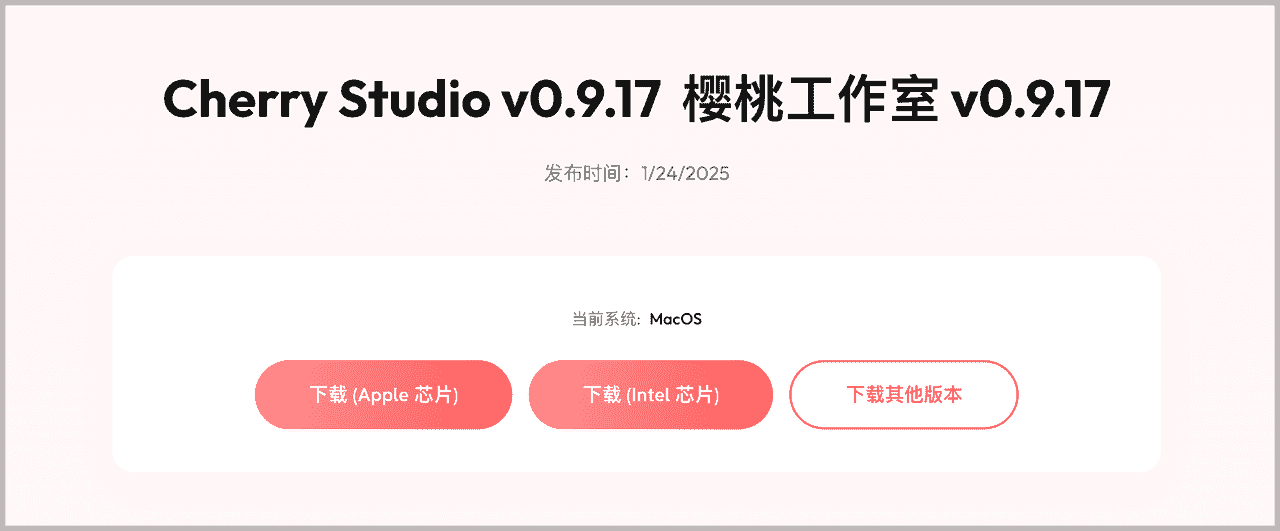 Cherry Studio v0.9.17 樱桃工作室 v0.9.17
发布时间：1/24/2025
当前系统: MacOS
下载 (Apple 芯片)
下载 (Intel 芯片)
下载其他版本